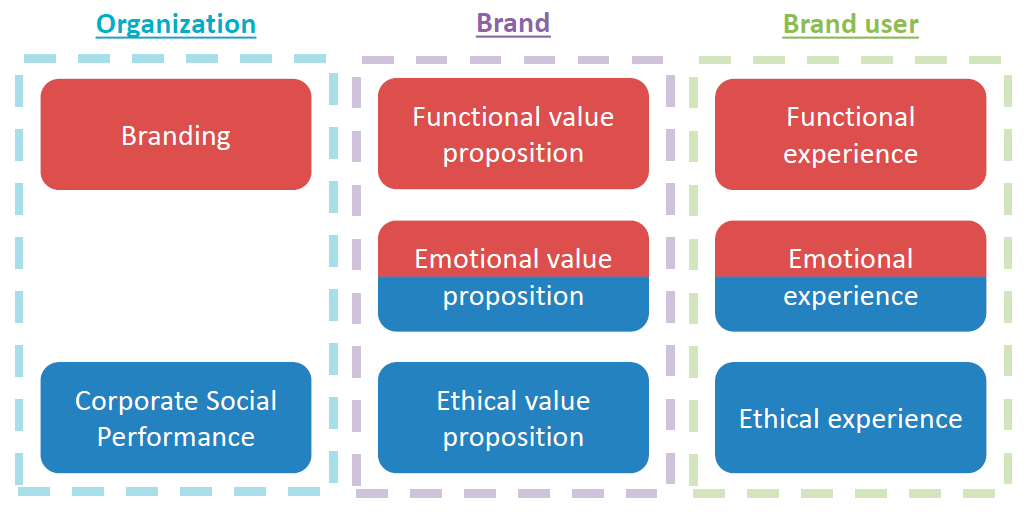 Organization
Brand
Brand user
Branding
Functional value
proposition
Functional
experience
Emotional value
proposition
Emotional
experience
Corporate Social
Performance
Ethical value
proposition
Ethical experience